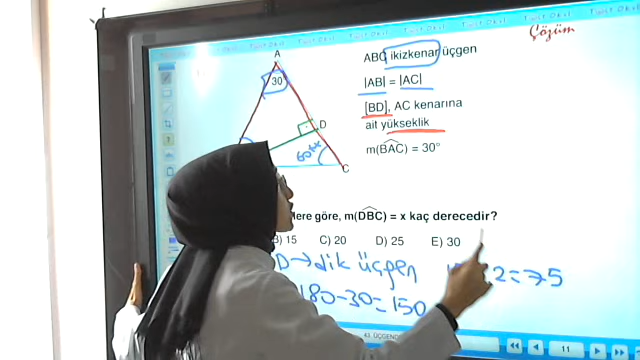 Çözüm
A
30
D
60+x
C
ABC ikizkenar üçgen
|AB| = |AC|
[BD], AC kenarına
ait yükseklik
m(BAC) = 30°
göre, m(DBC) = x kaç derecedir?
B) 15 C) 20 D) 25 E) 30
D→dik üçgen
2=75
180-30=150
11